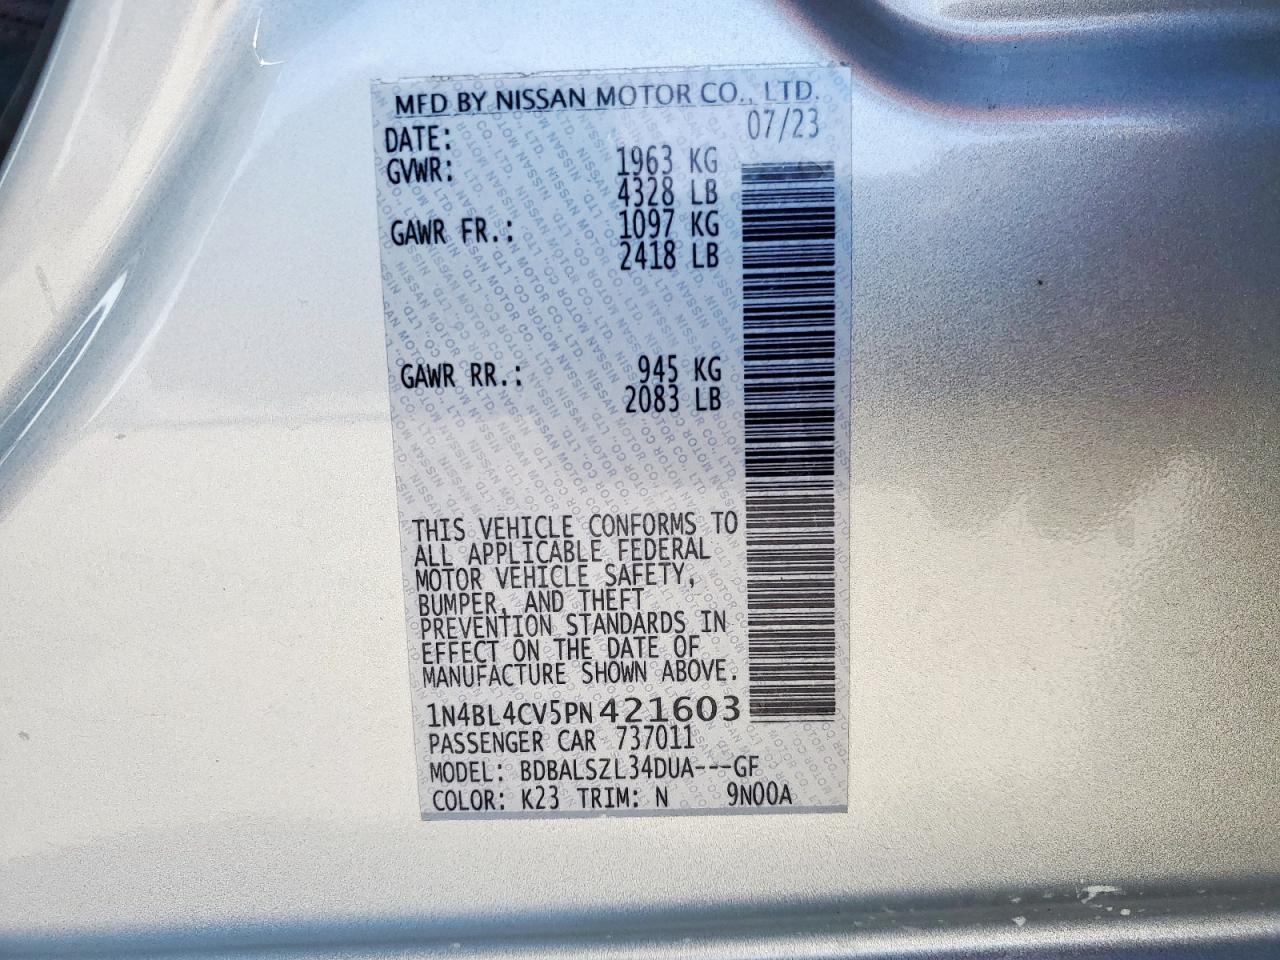 MFD BY NISSAN MOTOR CO., LTD.
DATE: 07/23
GVWR: 1963 KG
4328 LB
GAWR FR.: 1097 KG
2418 LB
GAWR RR.: 945 KG
2083 LB
THIS VEHICLE CONFORMS TO
ALL APPLICABLE FEDERAL
MOTOR VEHICLE SAFETY,
BUMPER, AND THEFT
PREVENTION STANDARDS IN
EFFECT ON THE DATE OF
MANUFACTURE SHOWN ABOVE.
1N4BL4CV5PN421603
PASSENGER CAR 737011
MODEL: BDBALSZL34DUA---GF
COLOR: K23 TRIM: N 9N00A